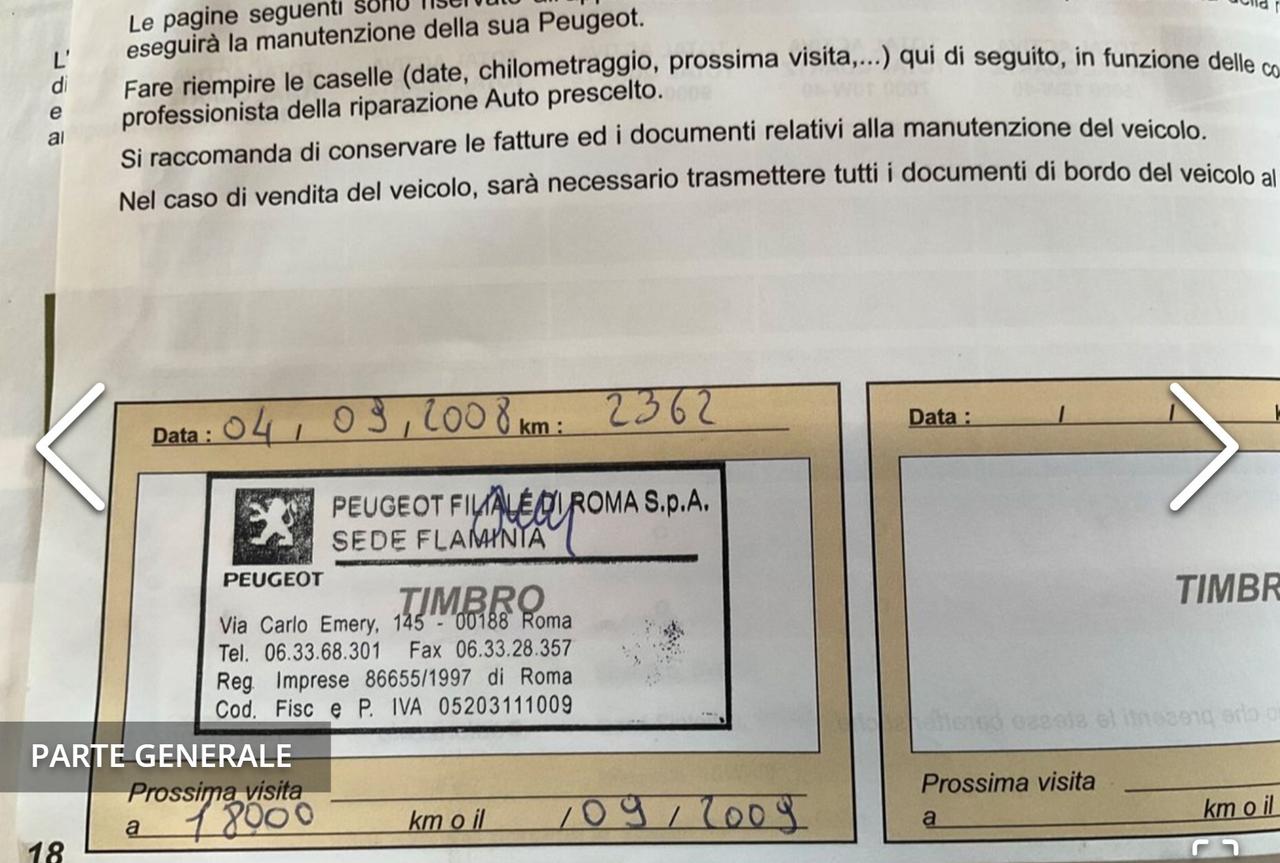 Le pagine seguenti sono
eseguirà la manutenzione della sua Peugeot.
Fare riempire le caselle (date, chilometraggio, prossima visita,...) qui di seguito, in funzione delle
professionista della riparazione Auto prescelto.
Si raccomanda di conservare le fatture ed i documenti relativi alla manutenzione del veicolo.
Nel caso di vendita del veicolo, sarà necessario trasmettere tutti i documenti di bordo del veicolo al
L'
di
e
Data : 04 / 09 / 2008 km : 2362
PEUGEOT FILIALE DI ROMA S.p.A.
SEDE FLAMINIA
PEUGEOT
TIMBRO
Via Carlo Emery, 145 - 00188 Roma
Tel. 06.33.68.301 Fax 06.33.28.357
Reg Imprese 86655/1997 di Roma
Cod. Fisc e P. IVA 05203111009
Prossima visita
a 18000 km o il / 09 / 2009
Data : / /
TIMBR
Prossima visita
a km o il
PARTE GENERALE
18